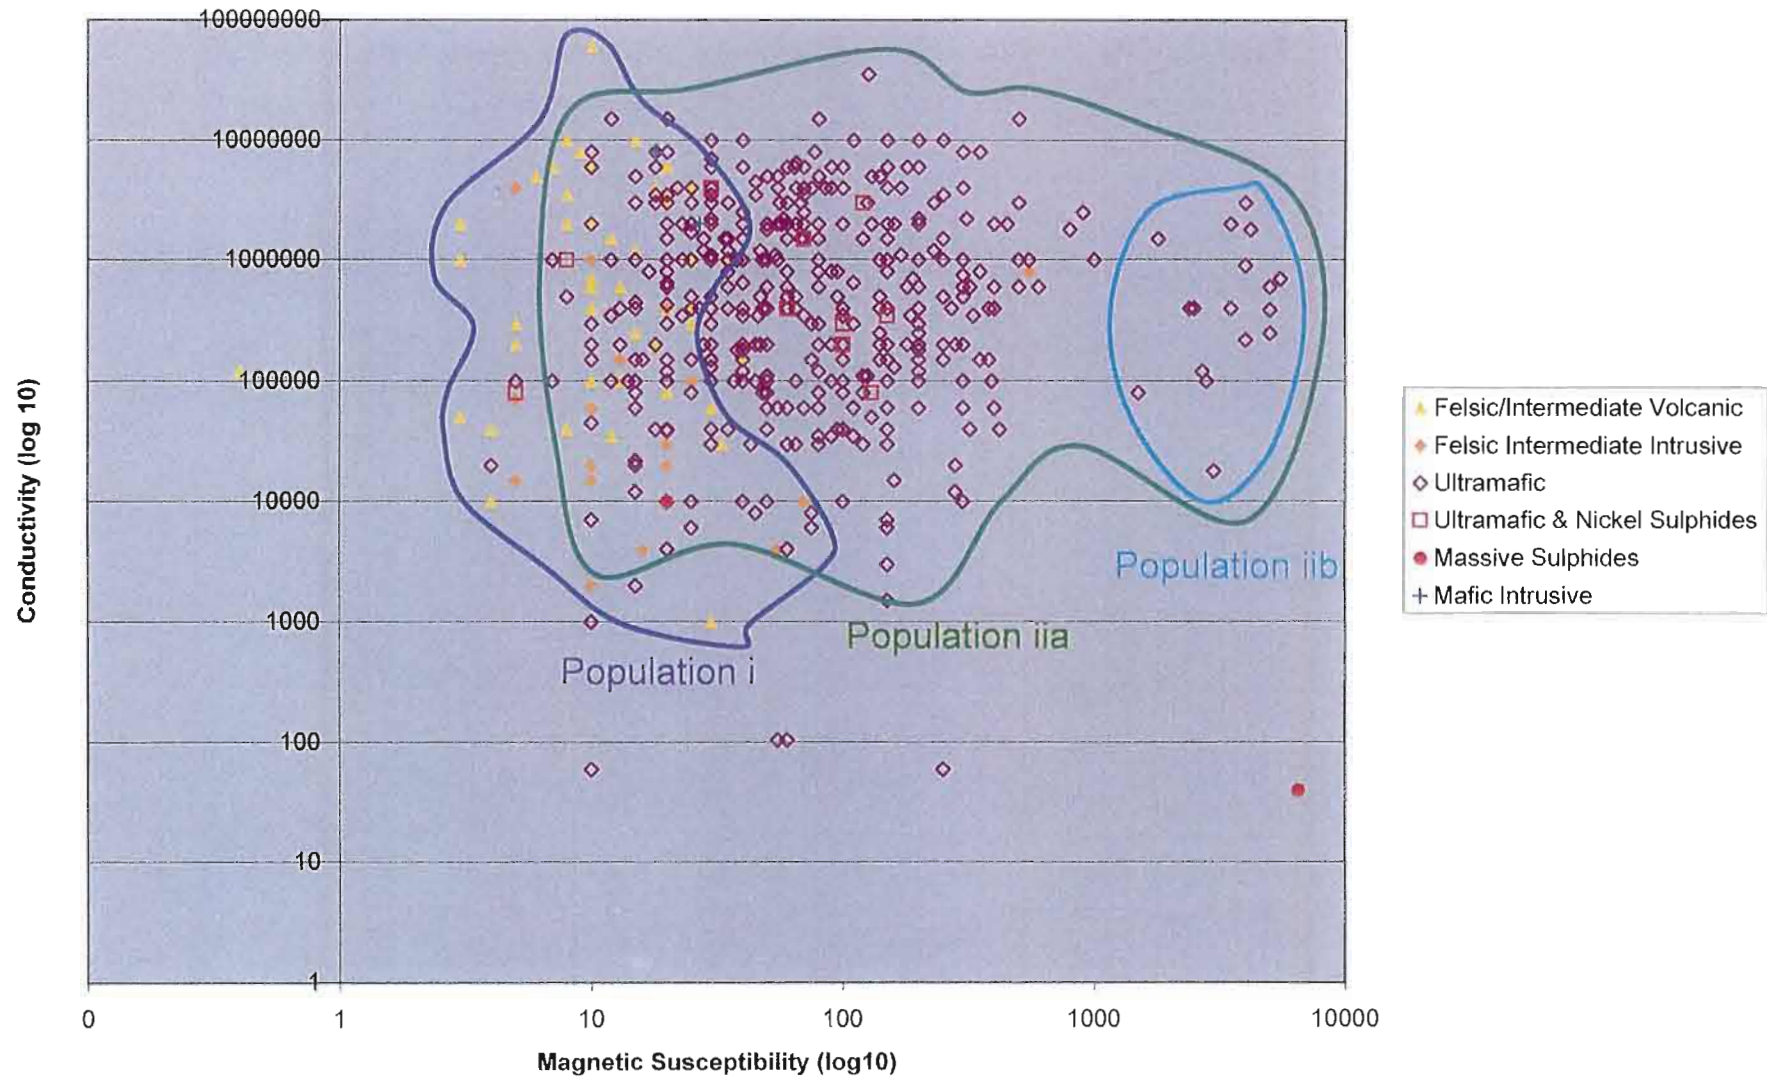 100000000
10000000
1000000
100000
10000
1000
100
10
1
0
1
10
100
1000
10000
Conductivity (log 10)
Magnetic Susceptibility (log10)
Population i
Population iia
Population iib
Felsic/Intermediate Volcanic
Felsic Intermediate Intrusive
Ultramafic
Ultramafic & Nickel Sulphides
Massive Sulphides
Mafic Intrusive